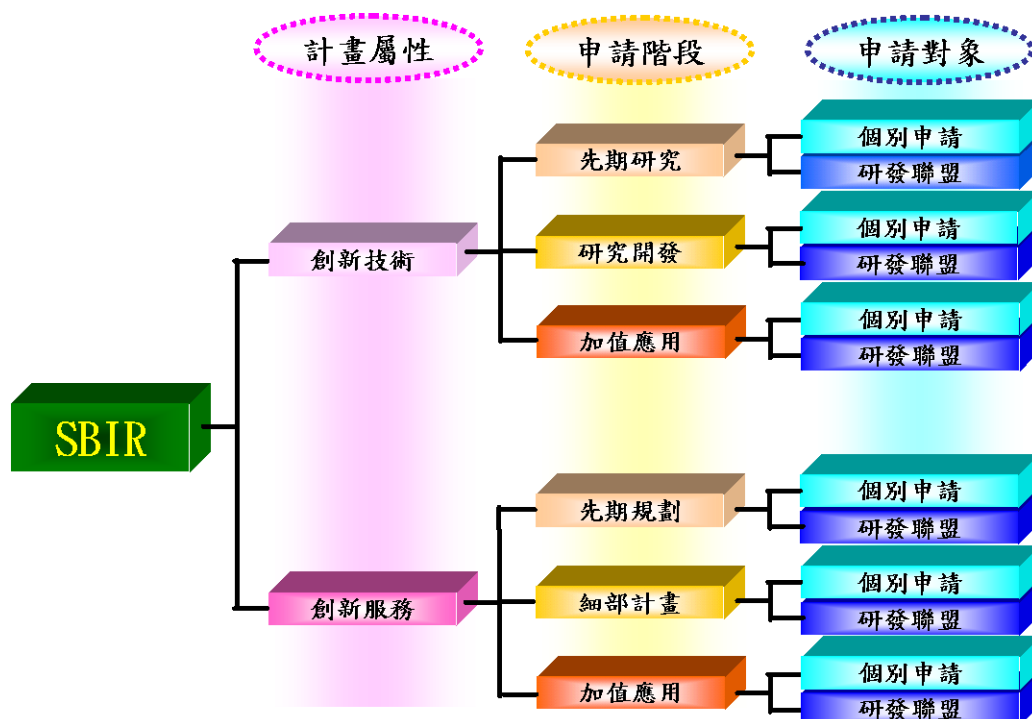 計畫屬性
申請階段
申請對象
個別申請
先期研究
研發聯盟
個別申請
創新技術
研究開發
研發聯盟
個別申請
加值應用
研發聯盟
SBIR
個別申請
先期規劃
研發聯盟
個別申請
創新服務
細部計畫
研發聯盟
個別申請
加值應用
研發聯盟